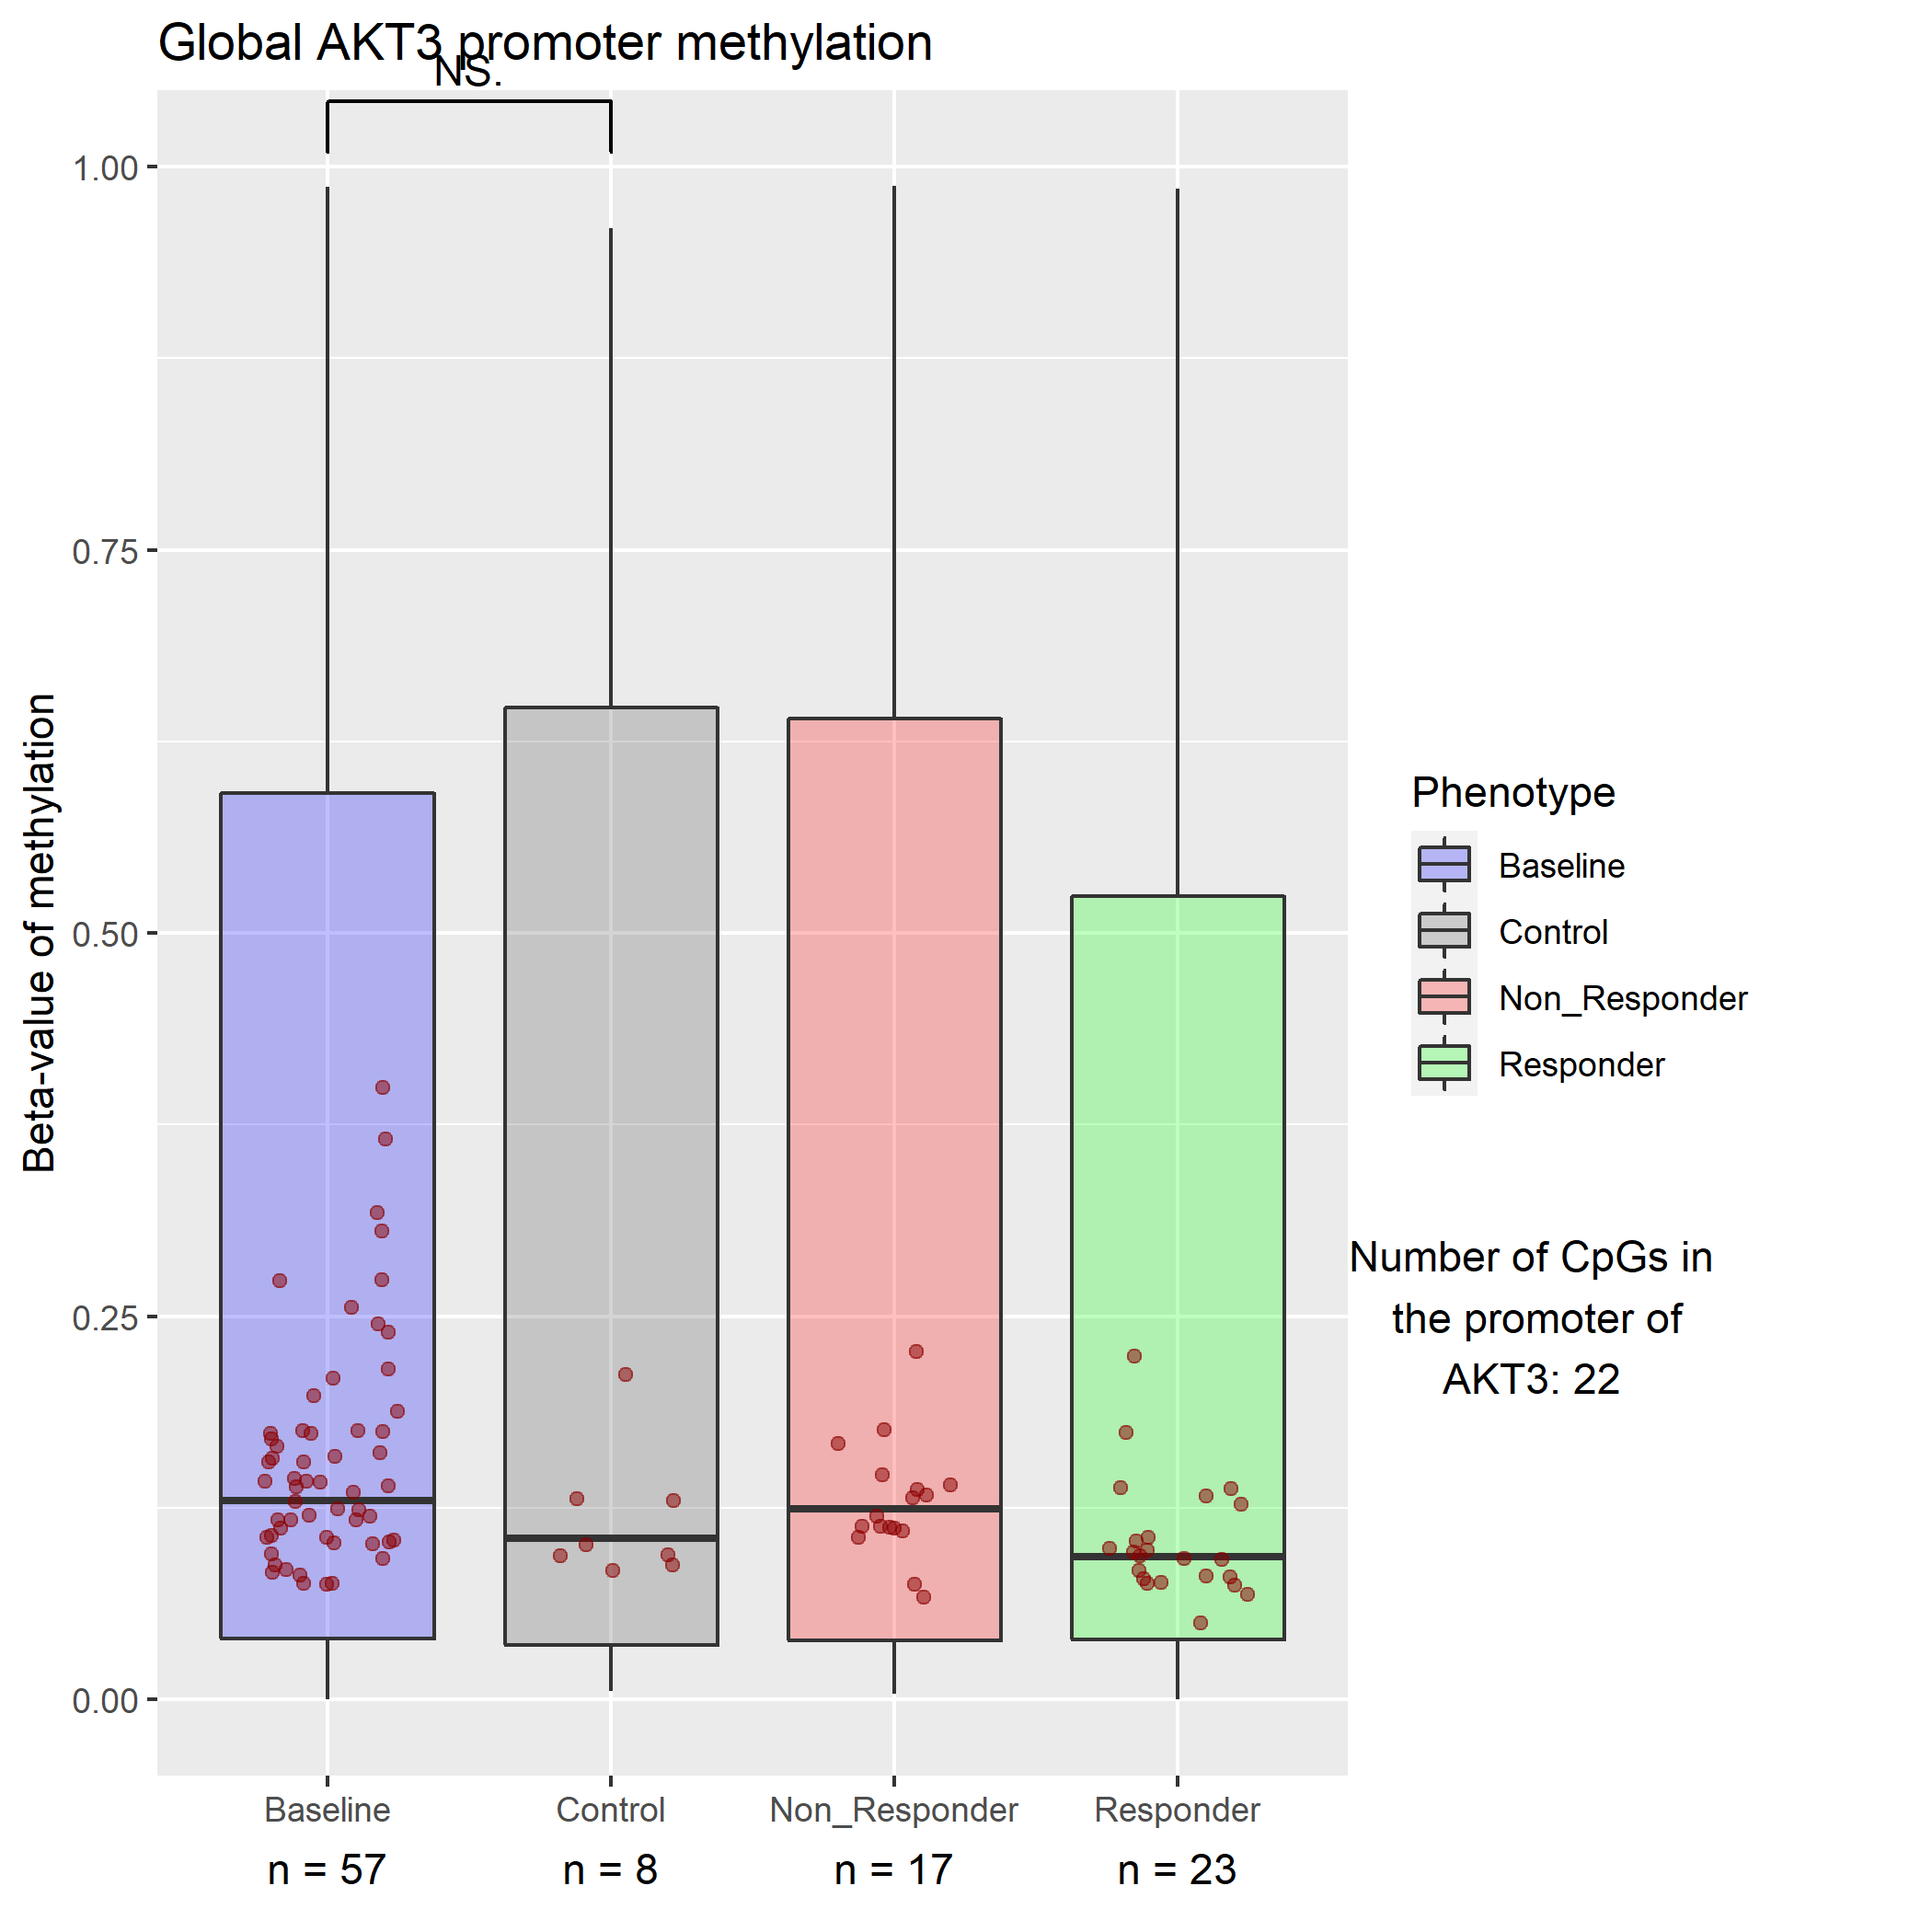 Global AKT3 promoter methylation
NS.
Beta-value of methylation
1.00
0.75
0.50
0.25
0.00
Baseline
Control
Non_Responder
Responder
n = 57
n = 8
n = 17
n = 23
Phenotype
Baseline
Control
Non_Responder
Responder
Number of CpGs in
the promoter of
AKT3: 22